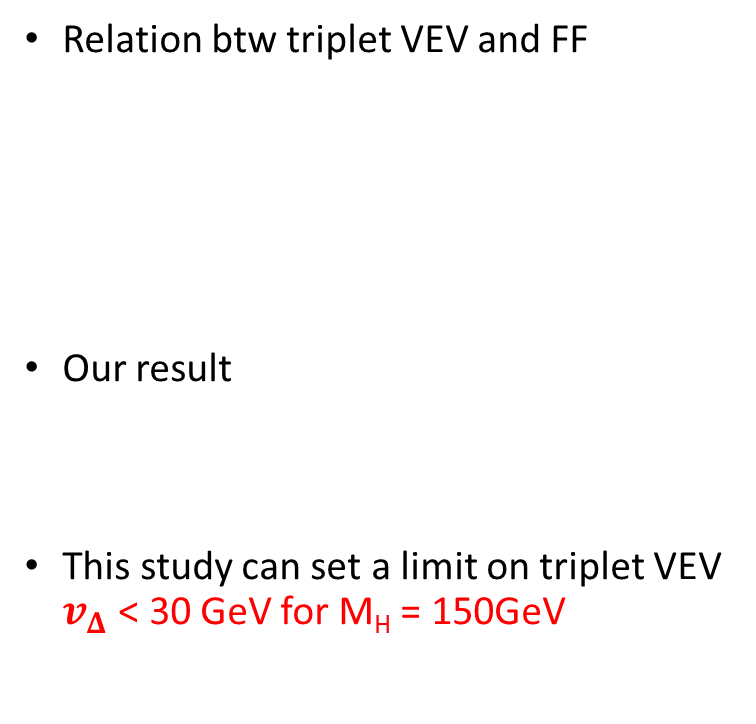 • Relation btw triplet VEV and FF
• Our result
• This study can set a limit on triplet VEV
𝒗𝚫 < 30 GeV for MH = 150GeV